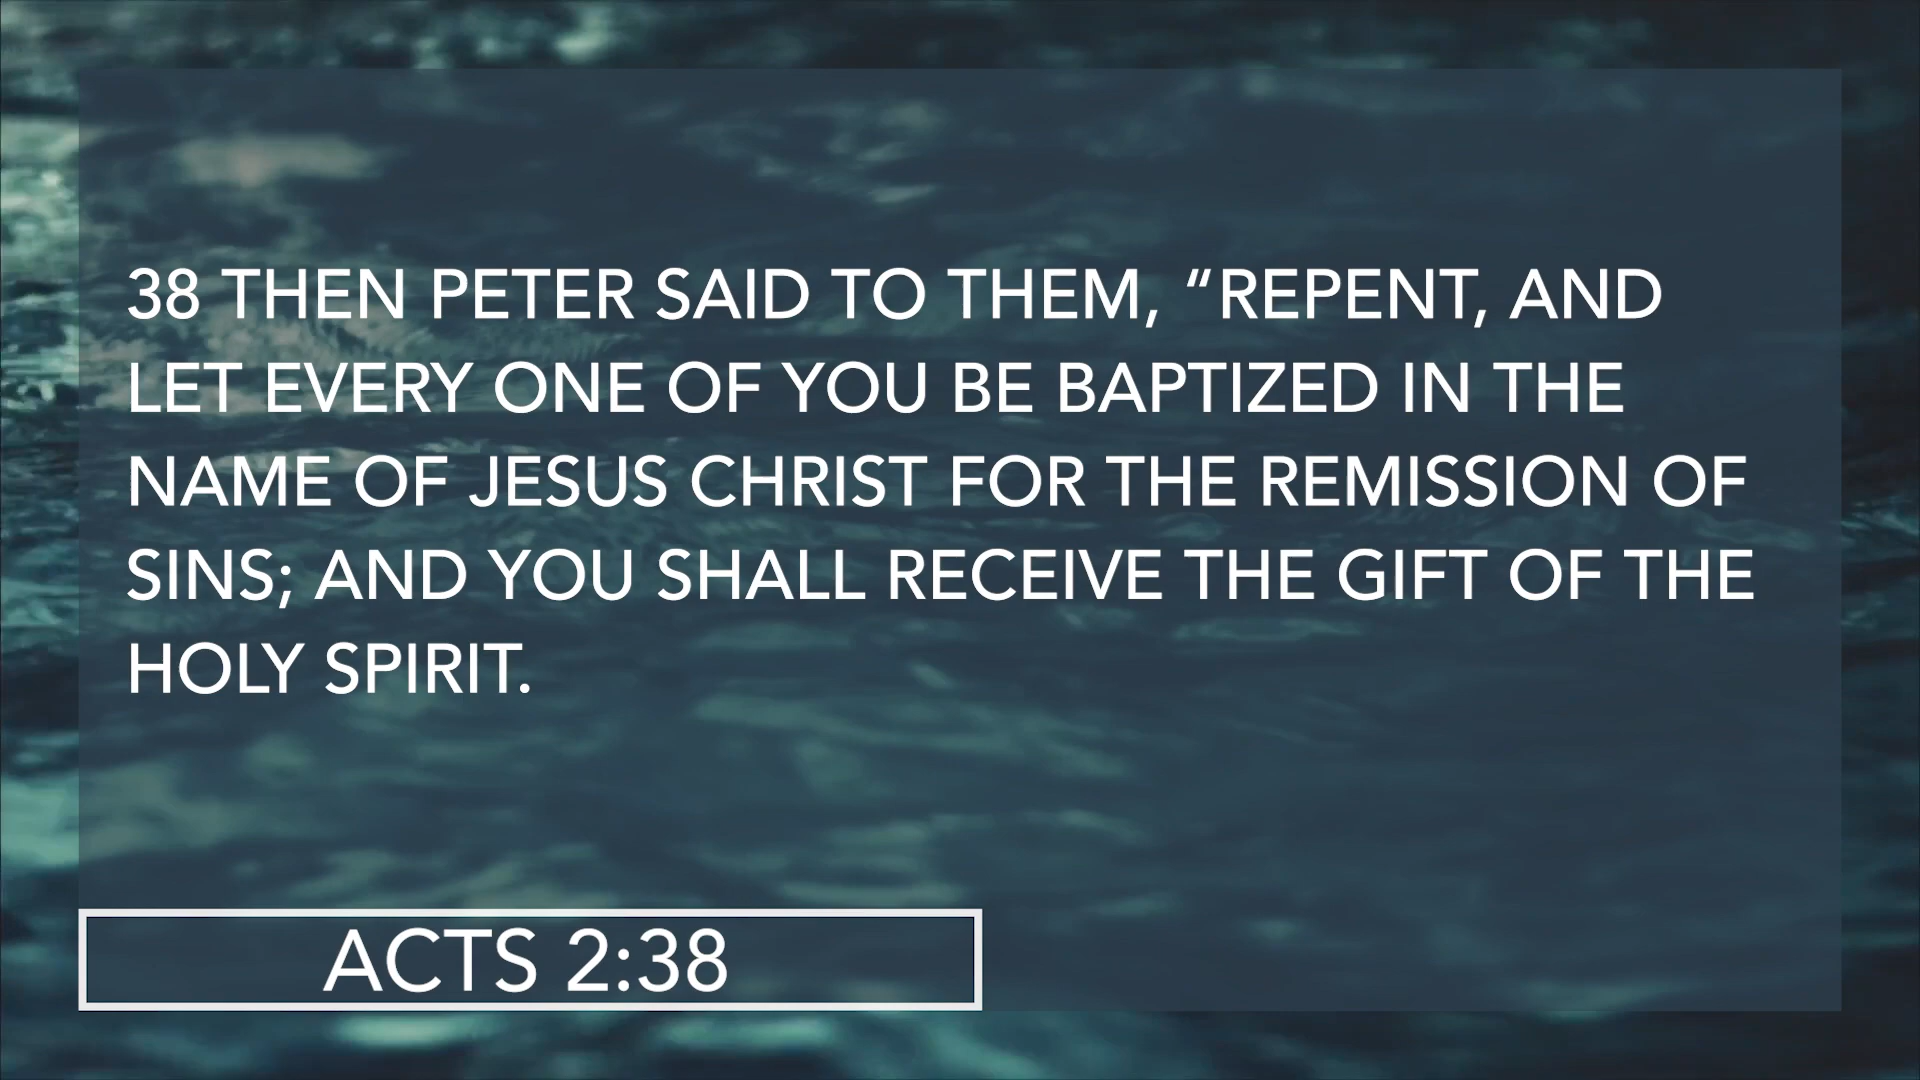 38 THEN PETER SAID TO THEM, “REPENT, AND
LET EVERY ONE OF YOU BE BAPTIZED IN THE
NAME OF JESUS CHRIST FOR THE REMISSION OF
SINS; AND YOU SHALL RECEIVE THE GIFT OF THE
HOLY SPIRIT.
ACTS 2:38